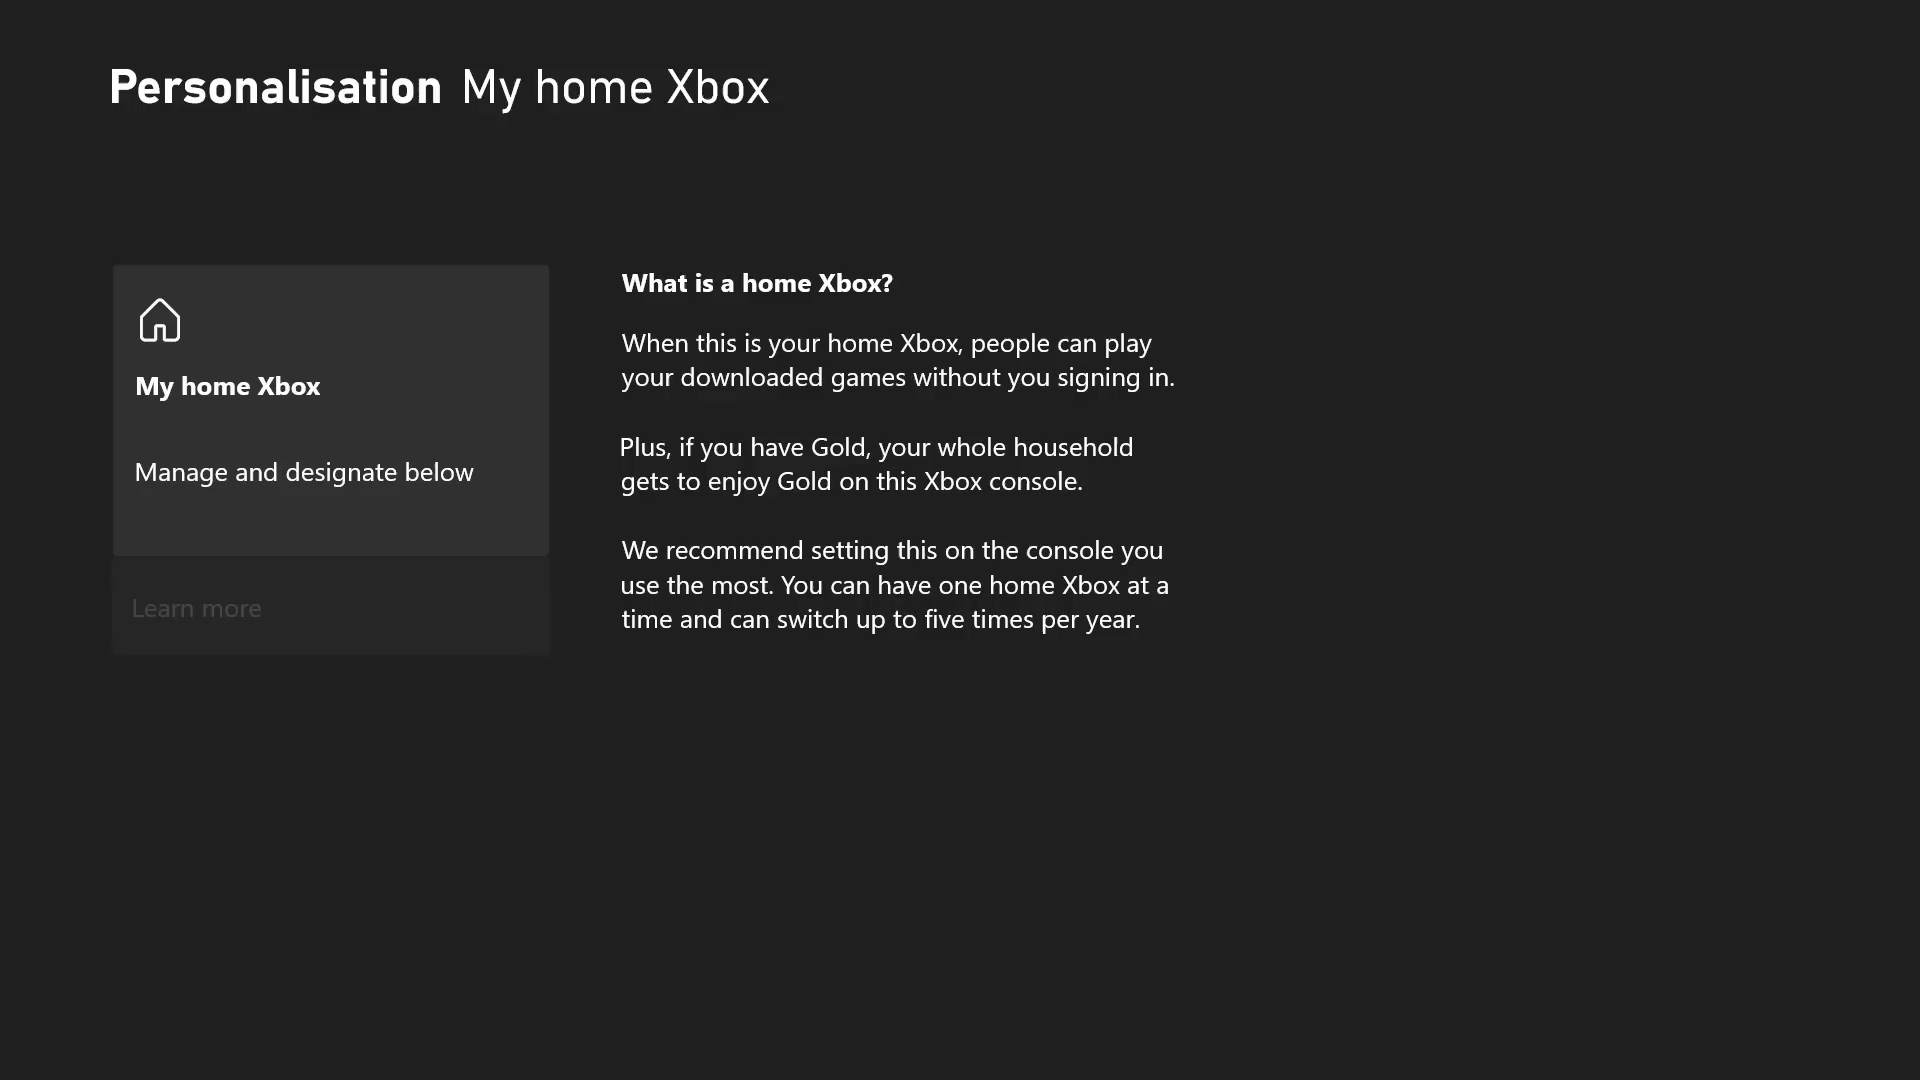 Personalisation My home Xbox
My home Xbox
Manage and designate below
Learn more
What is a home Xbox?
When this is your home Xbox, people can play
your downloaded games without you signing in.
Plus, if you have Gold, your whole household
gets to enjoy Gold on this Xbox console.
We recommend setting this on the console you
use the most. You can have one home Xbox at a
time and can switch up to five times per year.